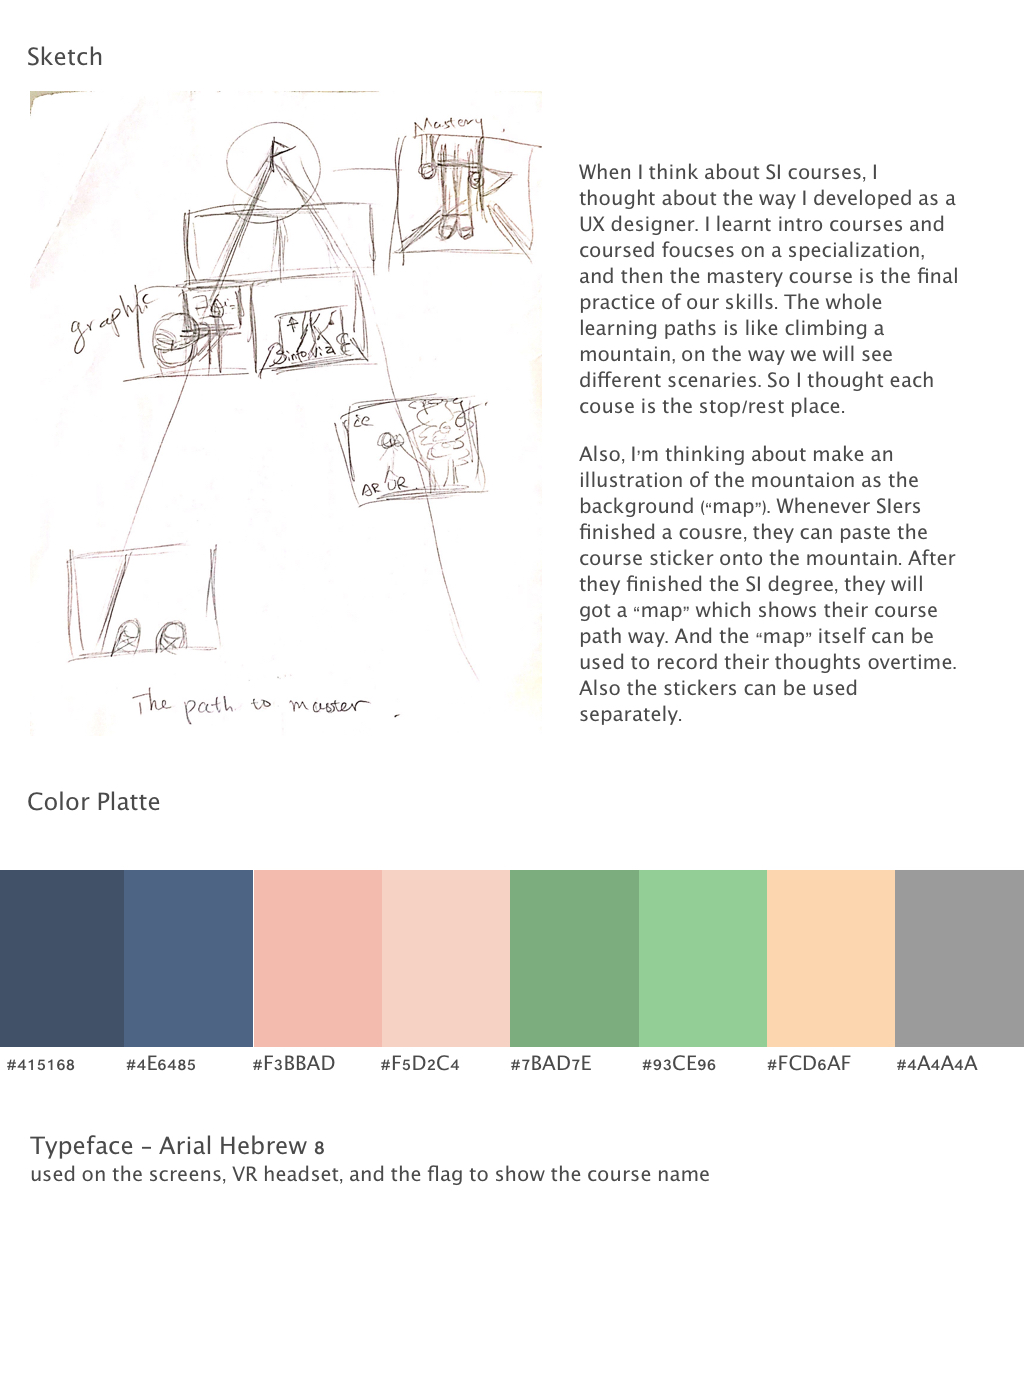 Sketch
Mastery
graphic
infoviz
AR VR
The path to master
When I think about SI courses, I
thought about the way I developed as a
UX designer. I learnt intro courses and
coursed foucses on a specialization,
and then the mastery course is the final
practice of our skills. The whole
learning paths is like climbing a
mountain, on the way we will see
different scenaries. So I thought each
couse is the stop/rest place.
Also, I'm thinking about make an
illustration of the mountaion as the
background (“map”). Whenever SIers
finished a cousre, they can paste the
course sticker onto the mountain. After
they finished the SI degree, they will
got a “map” which shows their course
path way. And the “map” itself can be
used to record their thoughts overtime.
Also the stickers can be used
separately.
Color Platte
#415168 #4E6485 #F3BBAD #F5D2C4 #7BAD7E #93CE96 #FCD6AF #4A4A4A
Typeface – Arial Hebrew 8
used on the screens, VR headset, and the flag to show the course name